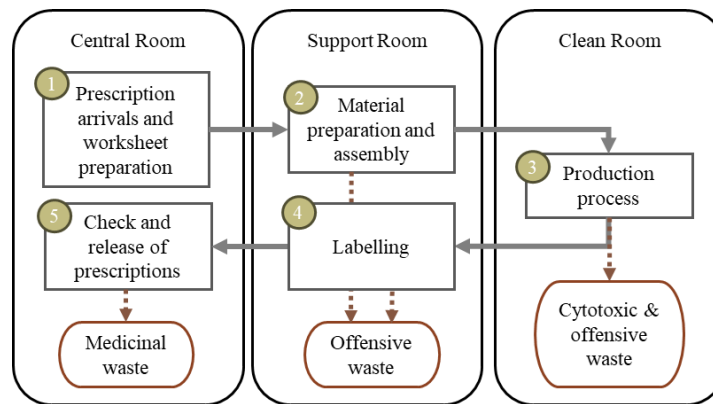 Central Room
Support Room
Clean Room
1
Prescription
arrivals and
worksheet
preparation
2
Material
preparation and
assembly
3
Production
process
4
Labelling
5
Check and
release of
prescriptions
Medicinal
waste
Offensive
waste
Cytotoxic &
offensive
waste